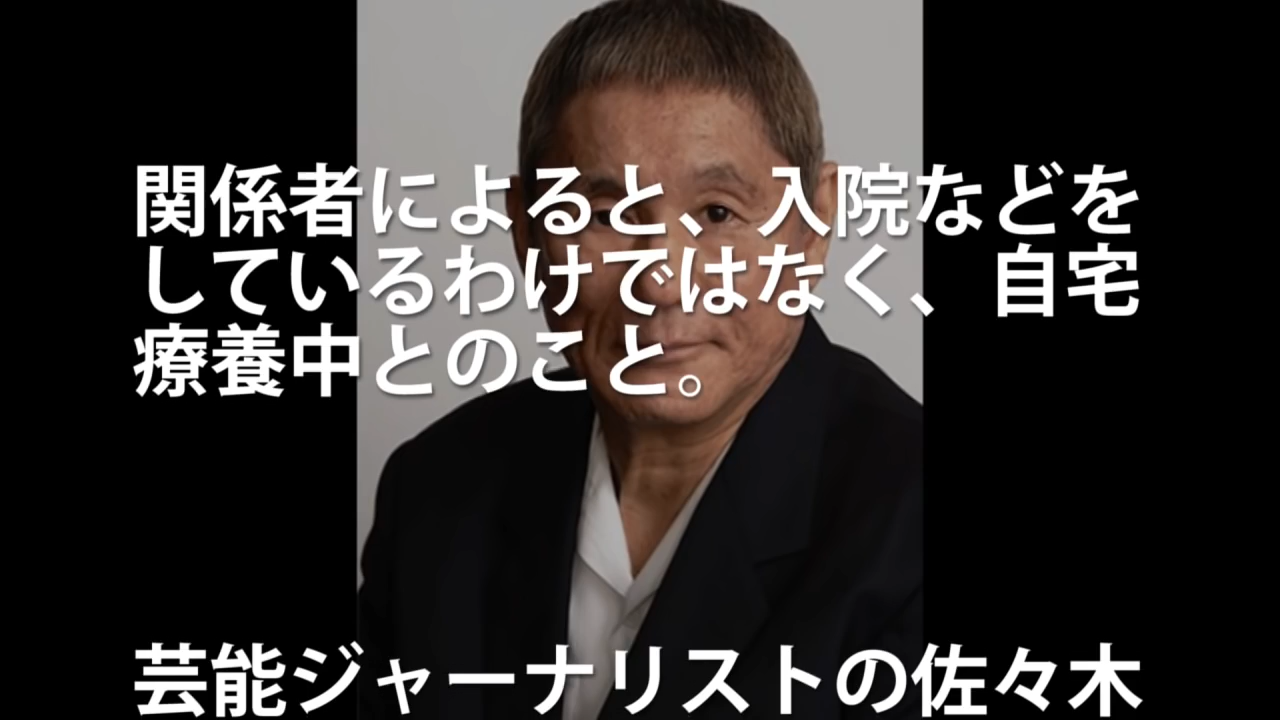 関係者によると、入院などを
しているわけではなく、自宅
療養中とのこと。
芸能ジャーナリストの佐々木